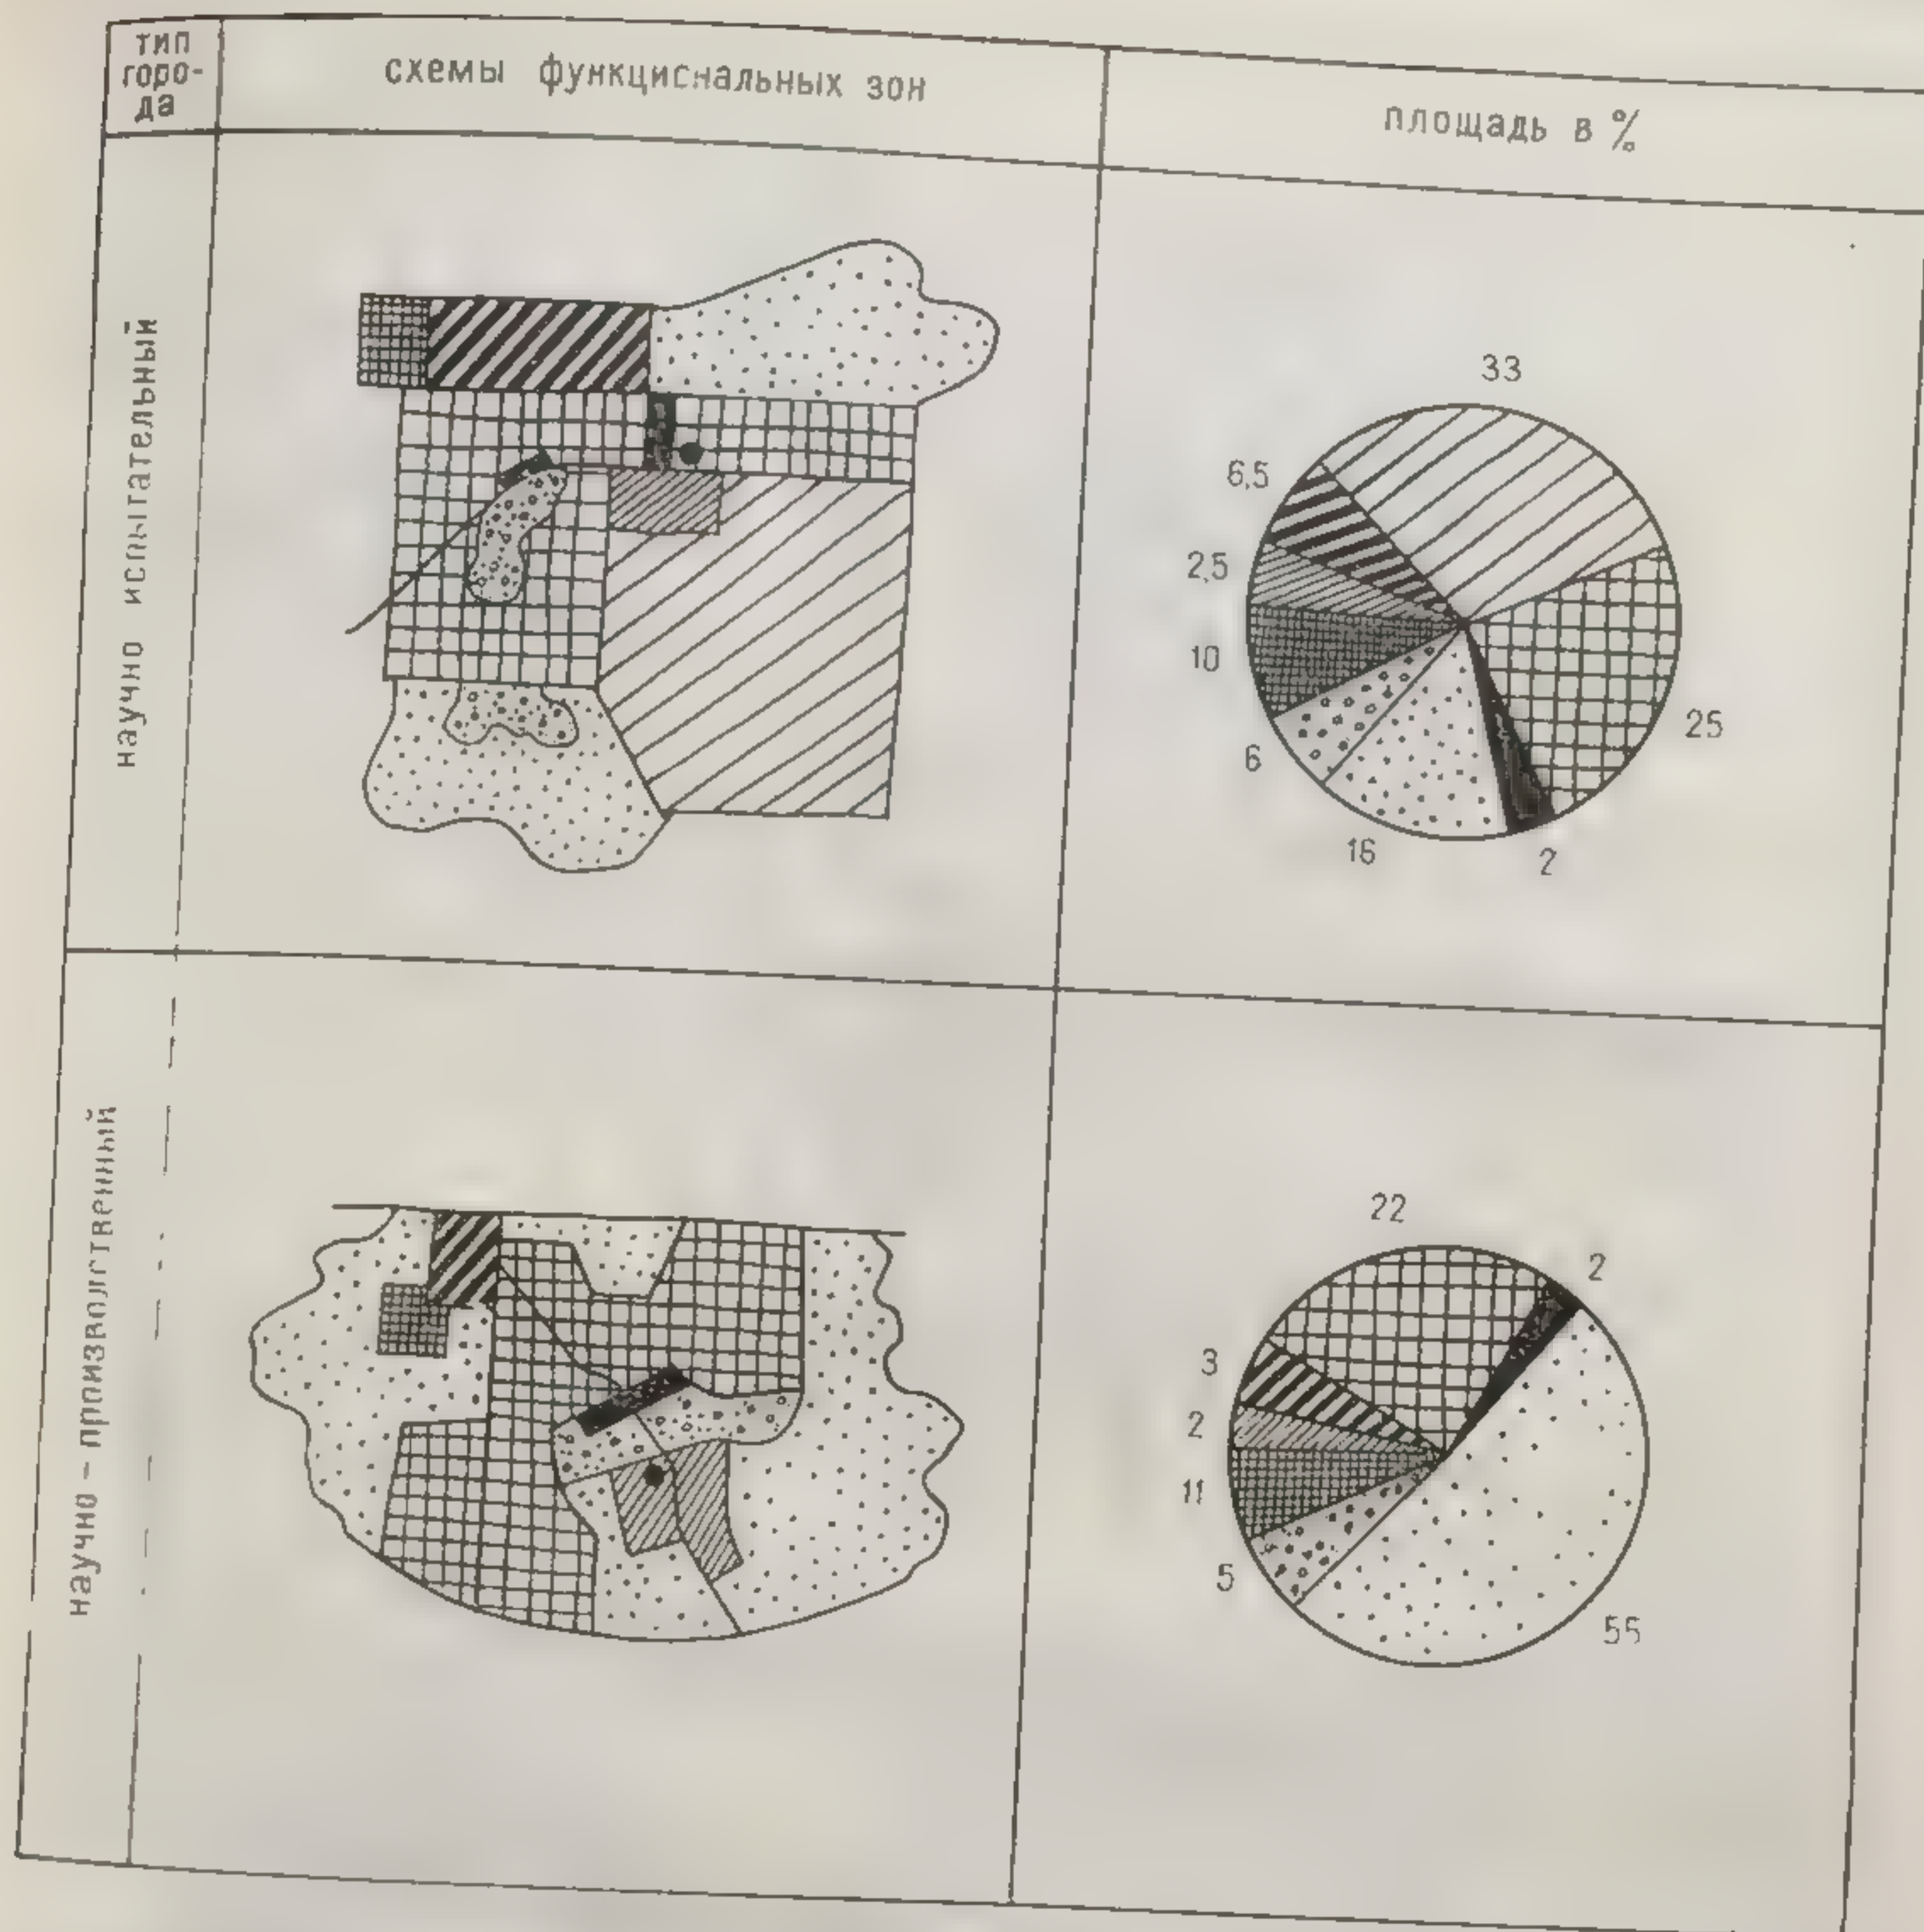 тип
горо-
да
схемы функциональных зон
площадь в %
научно испытательный
33
6,5
2,5
10
6
16
2
25
научно – производственный
22
2
3
2
11
5
55